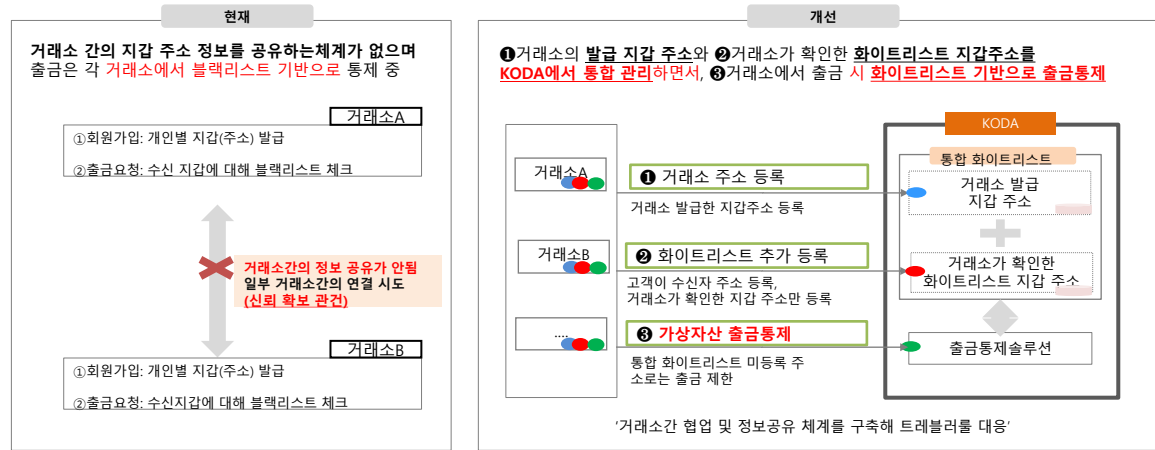 현재
거래소 간의 지갑 주소 정보를 공유하는체계가 없으며
출금은 각 거래소에서 블랙리스트 기반으로 통제 중
거래소A
①회원가입: 개인별 지갑(주소) 발급
②출금요청: 수신 지갑에 대해 블랙리스트 체크
거래소간의 정보 공유가 안됨
일부 거래소간의 연결 시도
(신뢰 확보 관건)
거래소B
①회원가입: 개인별 지갑(주소) 발급
②출금요청: 수신지갑에 대해 블랙리스트 체크
개선
❶거래소의 발급 지갑 주소와 ❷거래소가 확인한 화이트리스트 지갑주소를
KODA에서 통합 관리하면서, ❸거래소에서 출금 시 화이트리스트 기반으로 출금통제
거래소A
거래소B
....
❶ 거래소 주소 등록
거래소 발급한 지갑주소 등록
❷ 화이트리스트 추가 등록
고객이 수신자 주소 등록,
거래소가 확인한 지갑 주소만 등록
❸ 가상자산 출금통제
통합 화이트리스트 미등록 주
소로는 출금 제한
KODA
통합 화이트리스트
거래소 발급
지갑 주소
거래소가 확인한
화이트리스트 지갑 주소
출금통제솔루션
'거래소간 협업 및 정보공유 체계를 구축해 트레블러룰 대응'